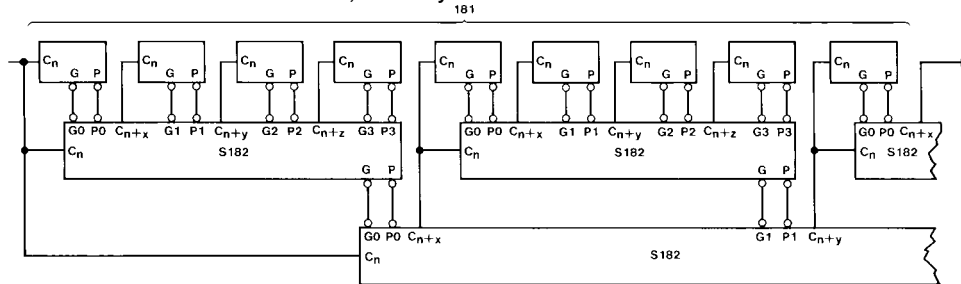 181
Cn Cn Cn Cn Cn Cn Cn Cn Cn
G P G P G P G P G P G P G P G P G P
G0 P0 Cn+x G1 P1 Cn+y G2 P2 Cn+z G3 P3 G0 P0 Cn+x G1 P1 Cn+y G2 P2 Cn+z G3 P3 G0 P0 Cn+x
Cn S182 Cn S182 Cn S182
G P G P
G0 P0 Cn+x G1 P1 Cn+y
Cn S182